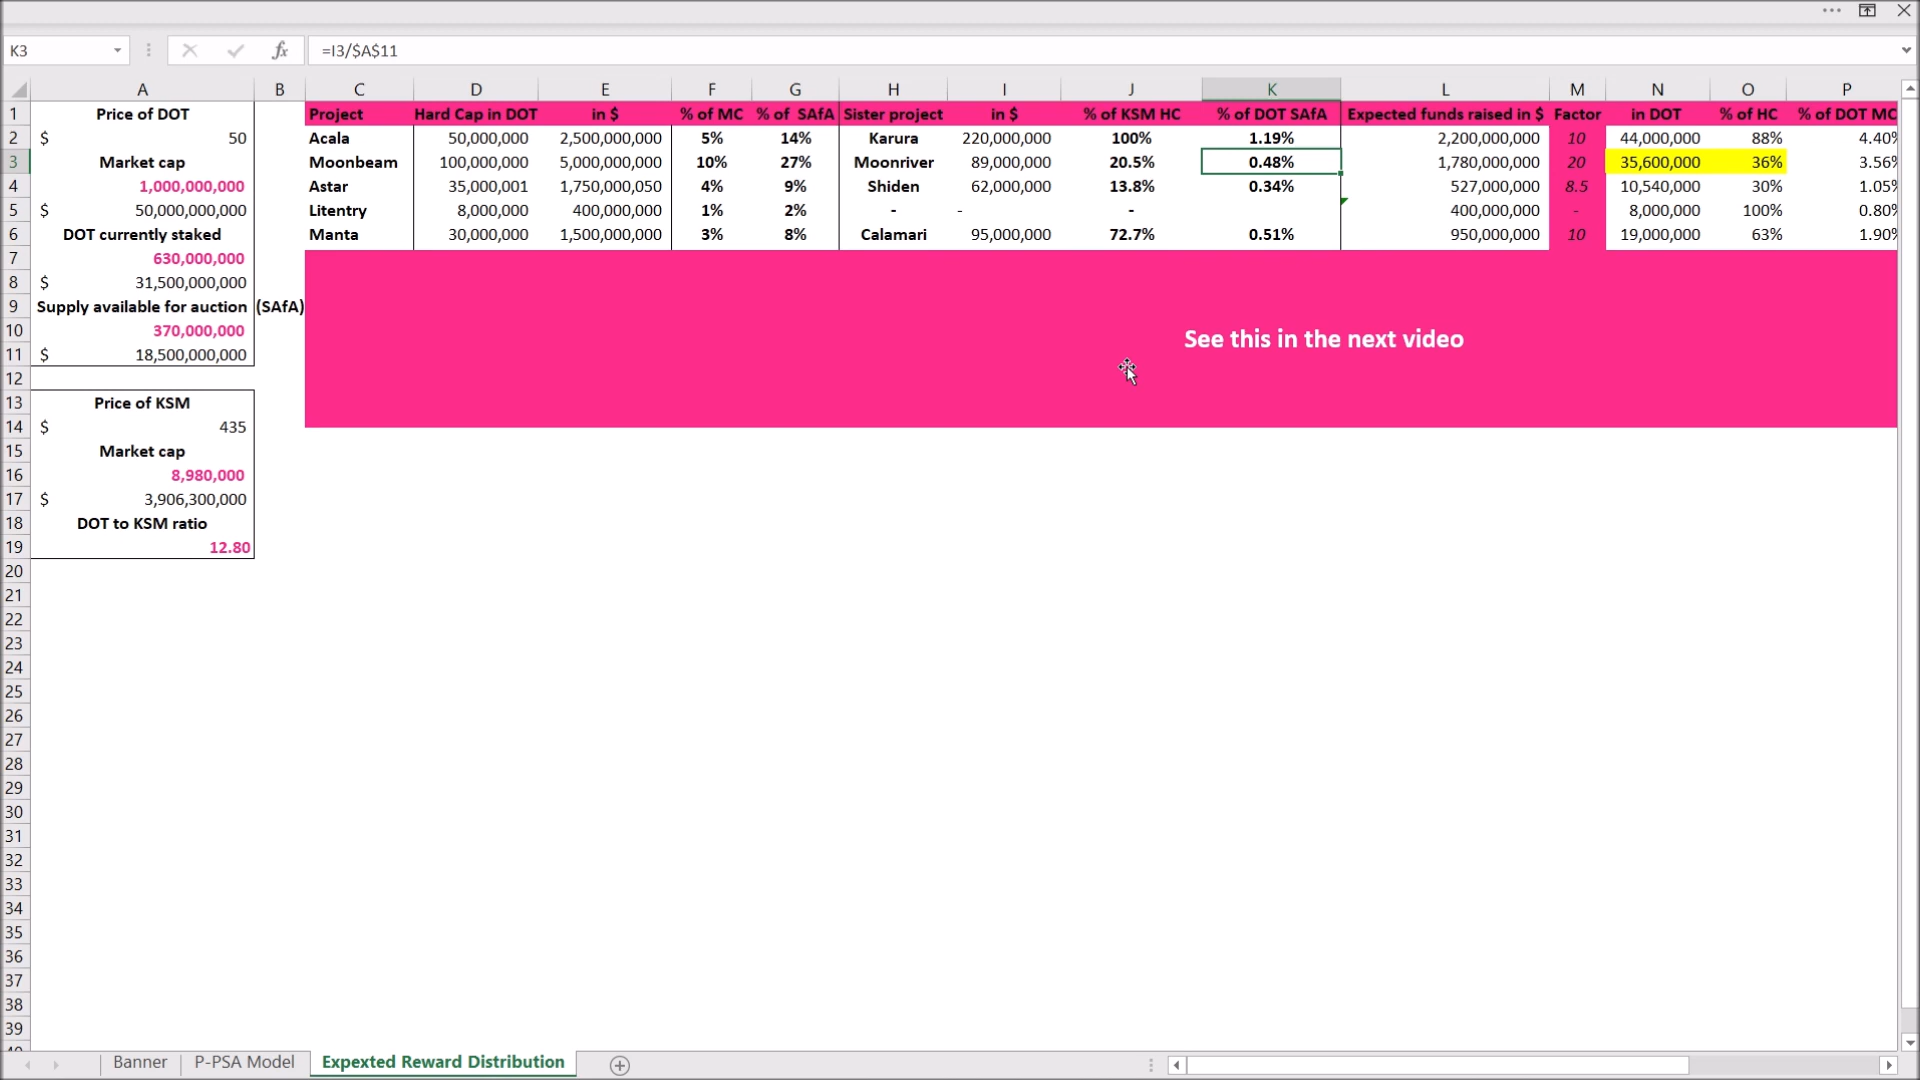 K3 fx =I3/$A$11
A B C D E F G H I J K L M N O P
1 Price of DOT Project Hard Cap in DOT in $ % of MC % of SAfA Sister project in $ % of KSM HC % of DOT SAfA Expected funds raised in $ Factor in DOT % of HC % of DOT MC
2 $ 50 Acala 50,000,000 2,500,000,000 5% 14% Karura 220,000,000 100% 1.19% 2,200,000,000 10 44,000,000 88% 4.40%
3 Market cap Moonbeam 100,000,000 5,000,000,000 10% 27% Moonriver 89,000,000 20.5% 0.48% 1,780,000,000 20 35,600,000 36% 3.56%
4 1,000,000,000 Astar 35,000,001 1,750,000,050 4% 9% Shiden 62,000,000 13.8% 0.34% 527,000,000 8.5 10,540,000 30% 1.05%
5 $ 50,000,000,000 Litentry 8,000,000 400,000,000 1% 2% - - - 400,000,000 - 8,000,000 100% 0.80%
6 DOT currently staked Manta 30,000,000 1,500,000,000 3% 8% Calamari 95,000,000 72.7% 0.51% 950,000,000 10 19,000,000 63% 1.90%
7 630,000,000
8 $ 31,500,000,000
9 Supply available for auction (SAfA)
10 370,000,000
See this in the next video
11 $ 18,500,000,000
12
13 Price of KSM
14 $ 435
15 Market cap
16 8,980,000
17 $ 3,906,300,000
18 DOT to KSM ratio
19 12.80
20
21
22
23
24
25
26
27
28
29
30
31
32
33
34
35
36
37
38
39
Banner P-PSA Model Expexted Reward Distribution